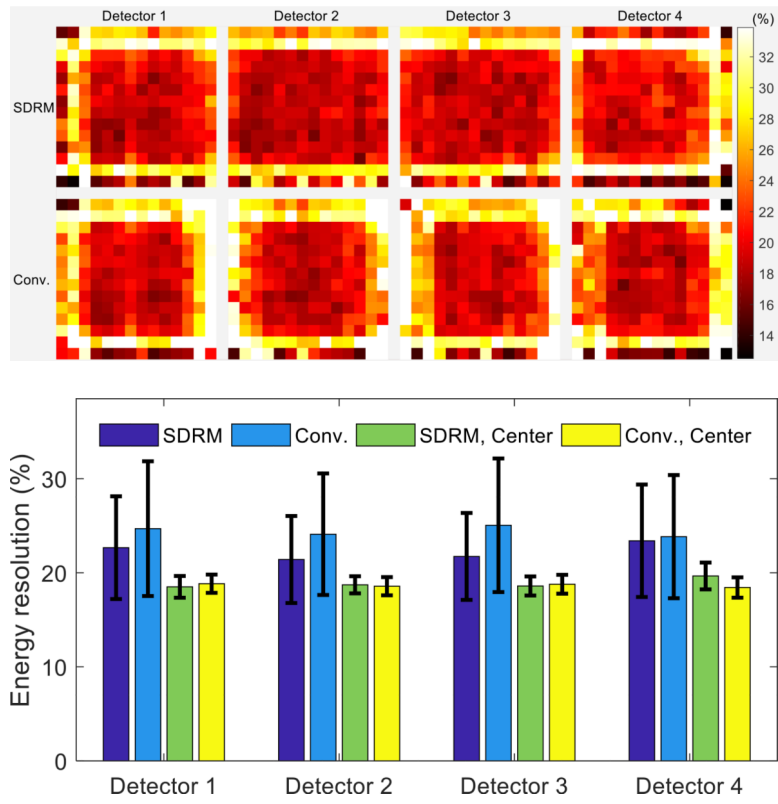 Detector 1 Detector 2 Detector 3 Detector 4 (%)
SDRM
Conv.
32
30
28
26
24
22
20
18
16
14
SDRM Conv. SDRM, Center Conv., Center
Energy resolution (%)
30
20
10
0
Detector 1 Detector 2 Detector 3 Detector 4